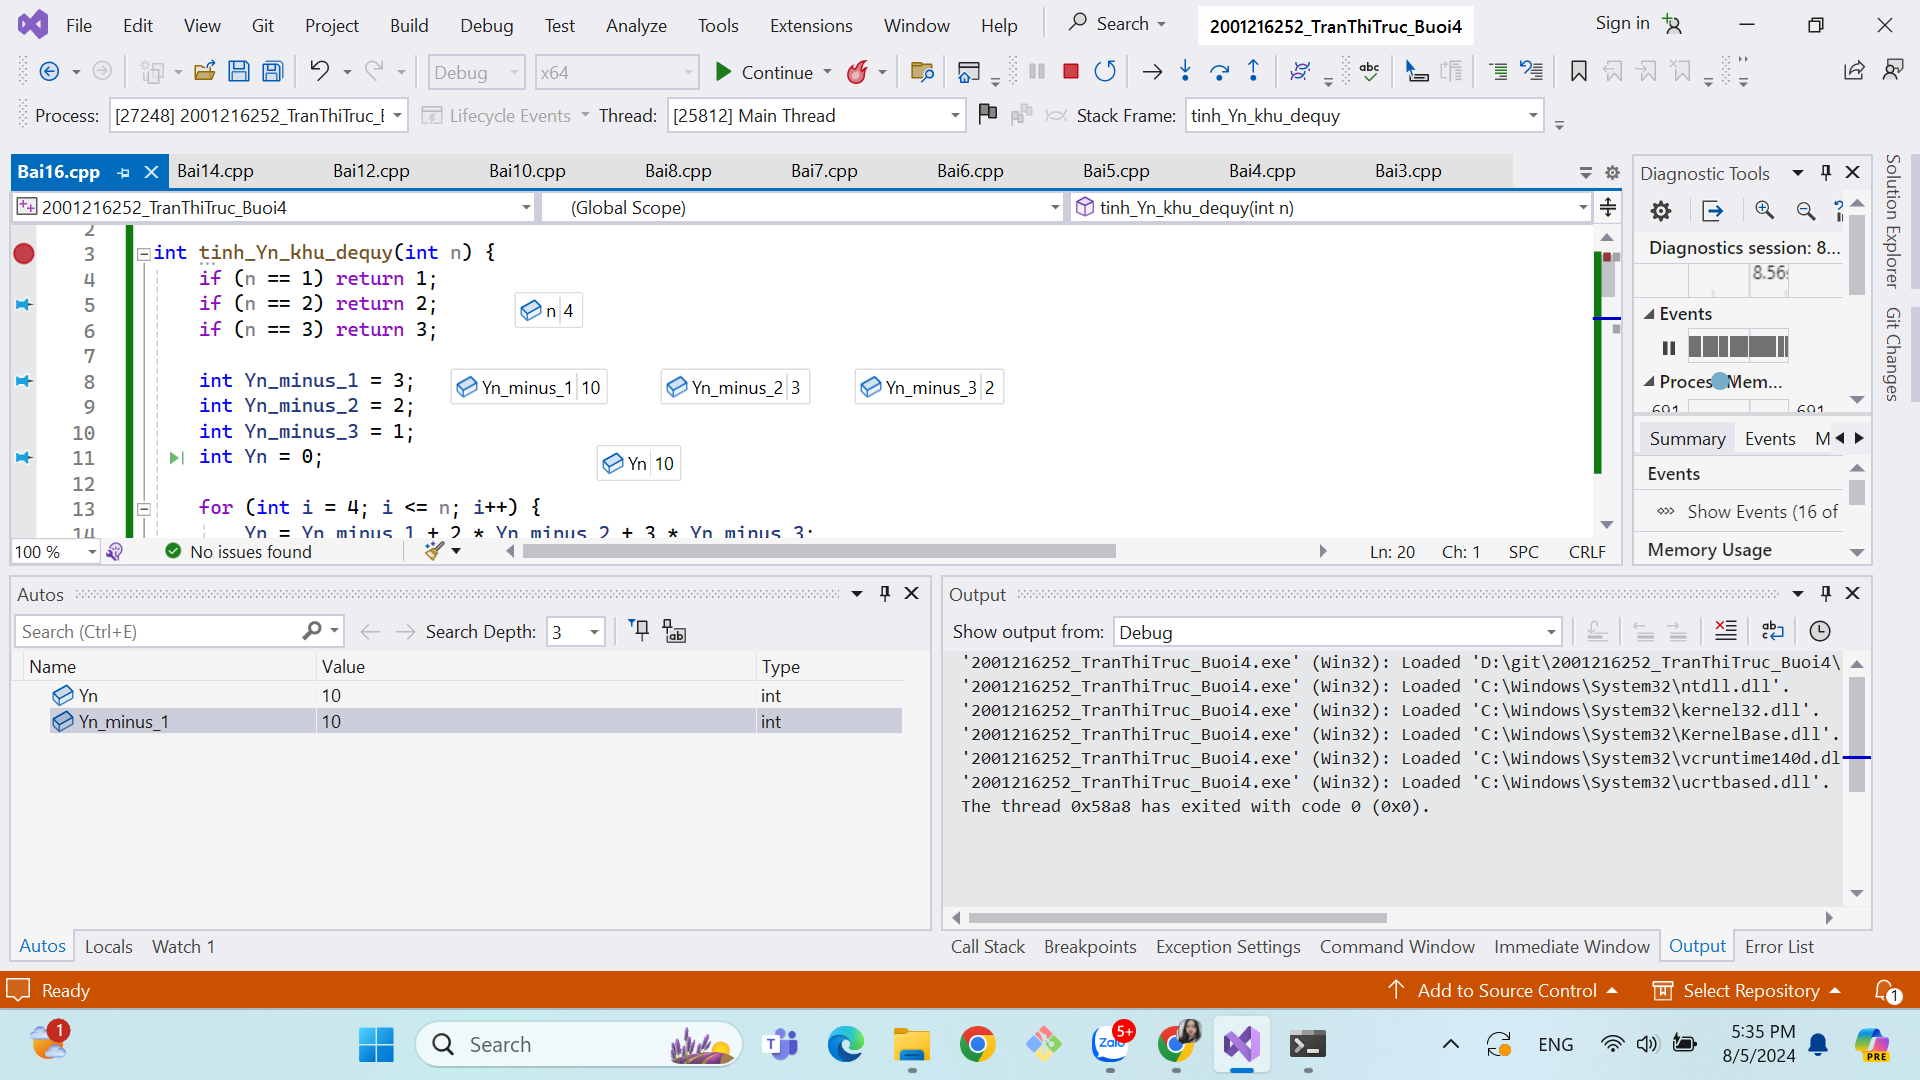 File Edit View Git Project Build Debug Test Analyze Tools Extensions Window Help Search 2001216252_TranThiTruc_Buoi4 Sign in
Debug x64 Continue
Process: [27248] 2001216252_TranThiTruc_E Lifecycle Events Thread: [25812] Main Thread Stack Frame: tinh_Yn_khu_dequy
Bai16.cpp Bai14.cpp Bai12.cpp Bai10.cpp Bai8.cpp Bai7.cpp Bai6.cpp Bai5.cpp Bai4.cpp Bai3.cpp
2001216252_TranThiTruc_Buoi4 (Global Scope) tinh_Yn_khu_dequy(int n)
2
3 int tinh_Yn_khu_dequy(int n) {
4 if (n == 1) return 1;
5 if (n == 2) return 2; n 4
6 if (n == 3) return 3;
7
8 int Yn_minus_1 = 3; Yn_minus_1 10 Yn_minus_2 3 Yn_minus_3 2
9 int Yn_minus_2 = 2;
10 int Yn_minus_3 = 1;
11 int Yn = 0; Yn 10
12
13 for (int i = 4; i <= n; i++) {
14 Yn = Yn_minus_1 + 2 * Yn_minus_2 + 3 * Yn_minus_3;
100 % No issues found Ln: 20 Ch: 1 SPC CRLF
Diagnostic Tools
Diagnostics session: 8...
8.56s
Events
Process Mem...
691 691
Summary Events M
Events
Show Events (16 of
Memory Usage
Solution Explorer
Git Changes
Autos
Search (Ctrl+E) Search Depth: 3
Name Value Type
Yn 10 int
Yn_minus_1 10 int
Autos Locals Watch 1
Output
Show output from: Debug
'2001216252_TranThiTruc_Buoi4.exe' (Win32): Loaded 'D:\git\2001216252_TranThiTruc_Buoi4\
'2001216252_TranThiTruc_Buoi4.exe' (Win32): Loaded 'C:\Windows\System32\ntdll.dll'.
'2001216252_TranThiTruc_Buoi4.exe' (Win32): Loaded 'C:\Windows\System32\kernel32.dll'.
'2001216252_TranThiTruc_Buoi4.exe' (Win32): Loaded 'C:\Windows\System32\KernelBase.dll'.
'2001216252_TranThiTruc_Buoi4.exe' (Win32): Loaded 'C:\Windows\System32\vcruntime140d.dl
'2001216252_TranThiTruc_Buoi4.exe' (Win32): Loaded 'C:\Windows\System32\ucrtbased.dll'.
The thread 0x58a8 has exited with code 0 (0x0).
Call Stack Breakpoints Exception Settings Command Window Immediate Window Output Error List
Ready Add to Source Control Select Repository 1
1 Search 5+ Zalo ENG 5:35 PM
8/5/2024 PRE